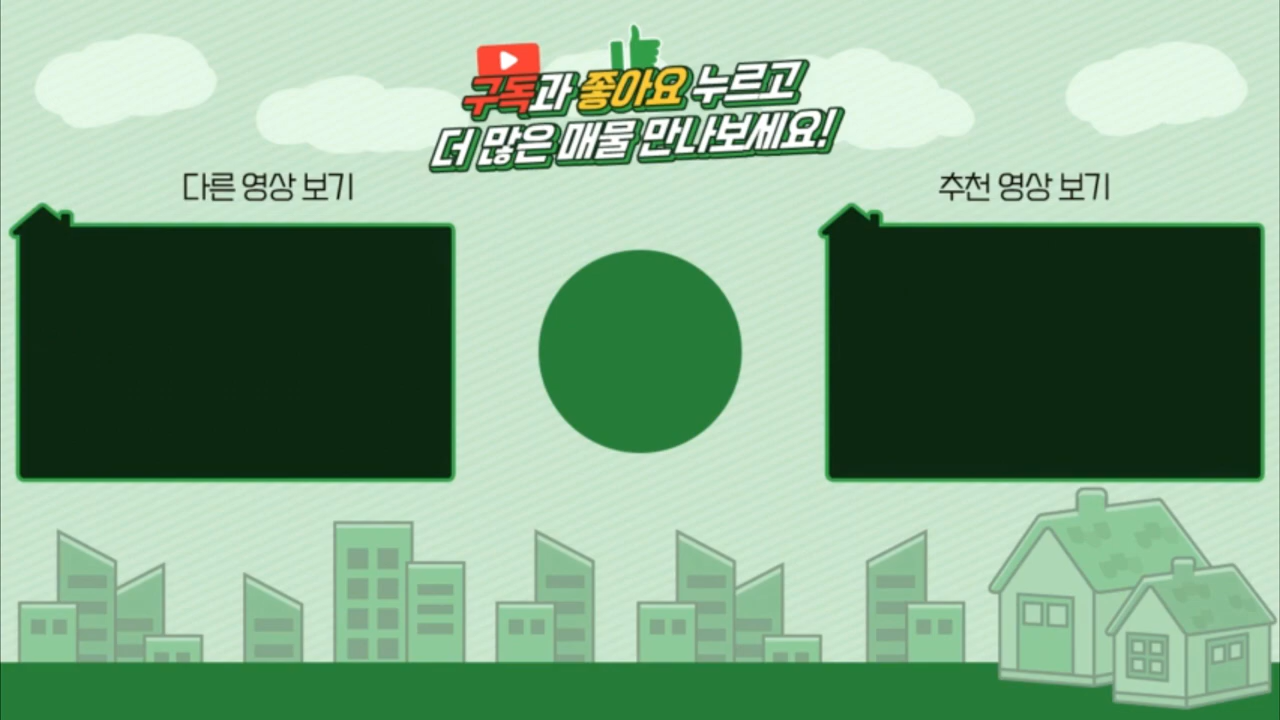 구독과 좋아요 누르고
더 많은 매물 만나보세요!
다른 영상 보기
추천 영상 보기